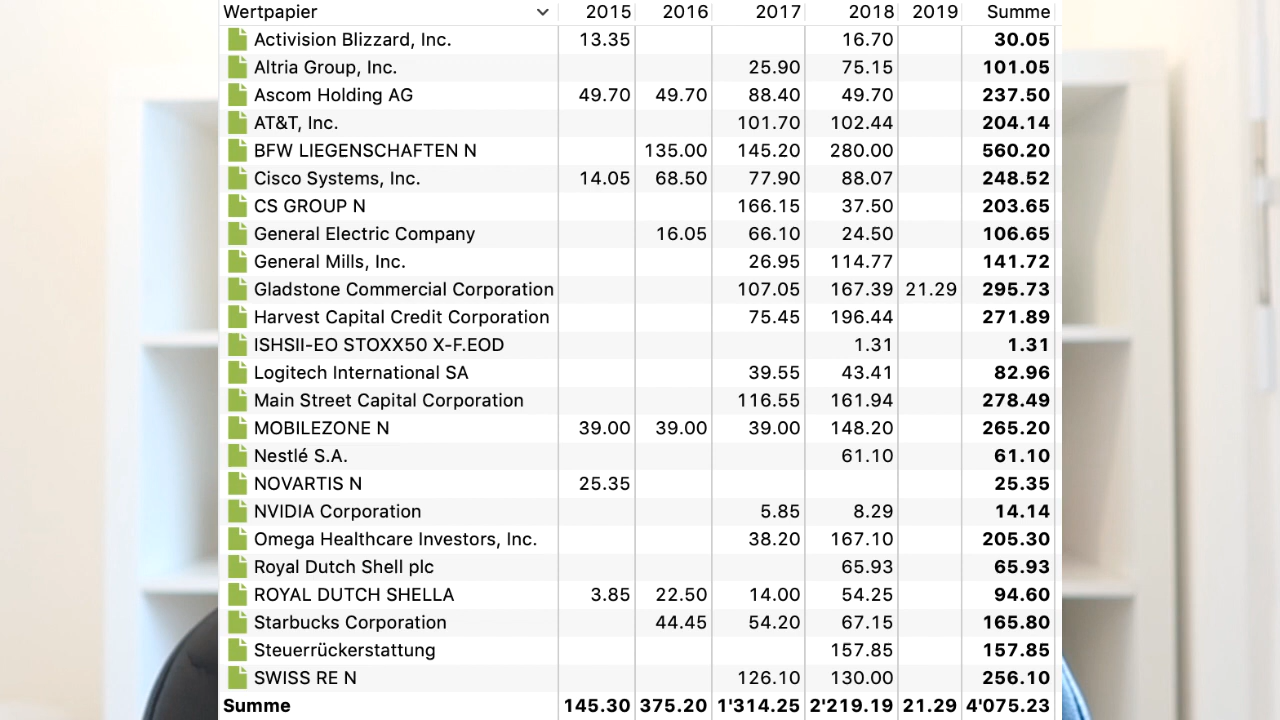 Wertpapier 2015 2016 2017 2018 2019 Summe
Activision Blizzard, Inc. 13.35 16.70 30.05
Altria Group, Inc. 25.90 75.15 101.05
Ascom Holding AG 49.70 49.70 88.40 49.70 237.50
AT&T, Inc. 101.70 102.44 204.14
BFW LIEGENSCHAFTEN N 135.00 145.20 280.00 560.20
Cisco Systems, Inc. 14.05 68.50 77.90 88.07 248.52
CS GROUP N 166.15 37.50 203.65
General Electric Company 16.05 66.10 24.50 106.65
General Mills, Inc. 26.95 114.77 141.72
Gladstone Commercial Corporation 107.05 167.39 21.29 295.73
Harvest Capital Credit Corporation 75.45 196.44 271.89
ISHSII-EO STOXX50 X-F.EOD 1.31 1.31
Logitech International SA 39.55 43.41 82.96
Main Street Capital Corporation 116.55 161.94 278.49
MOBILEZONE N 39.00 39.00 39.00 148.20 265.20
Nestlé S.A. 61.10 61.10
NOVARTIS N 25.35 25.35
NVIDIA Corporation 5.85 8.29 14.14
Omega Healthcare Investors, Inc. 38.20 167.10 205.30
Royal Dutch Shell plc 65.93 65.93
ROYAL DUTCH SHELLA 3.85 22.50 14.00 54.25 94.60
Starbucks Corporation 44.45 54.20 67.15 165.80
Steuerrückerstattung 157.85 157.85
SWISS RE N 126.10 130.00 256.10
Summe 145.30 375.20 1'314.25 2'219.19 21.29 4'075.23